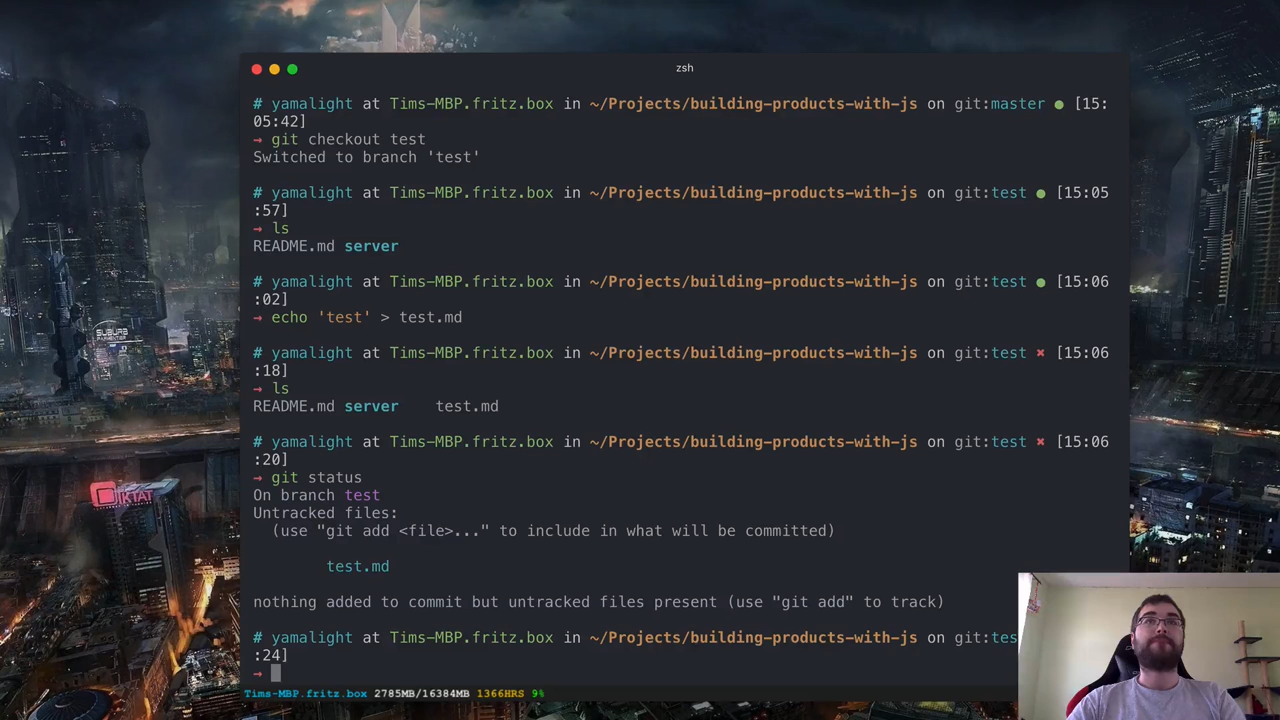 zsh
# yamalight at Tims-MBP.fritz.box in ~/Projects/building-products-with-js on git:master ● [15:
05:42]
→ git checkout test
Switched to branch 'test'
# yamalight at Tims-MBP.fritz.box in ~/Projects/building-products-with-js on git:test ● [15:05
:57]
→ ls
README.md server
# yamalight at Tims-MBP.fritz.box in ~/Projects/building-products-with-js on git:test ● [15:06
:02]
→ echo 'test' > test.md
# yamalight at Tims-MBP.fritz.box in ~/Projects/building-products-with-js on git:test ✖ [15:06
:18]
→ ls
README.md server    test.md
# yamalight at Tims-MBP.fritz.box in ~/Projects/building-products-with-js on git:test ✖ [15:06
:20]
→ git status
On branch test
Untracked files:
  (use "git add <file>..." to include in what will be committed)
        test.md
nothing added to commit but untracked files present (use "git add" to track)
# yamalight at Tims-MBP.fritz.box in ~/Projects/building-products-with-js on git:tes
:24]
→
Tims-MBP.fritz.box 2785MB/16384MB 1366HRS 9%
SUBURB
IKTAT